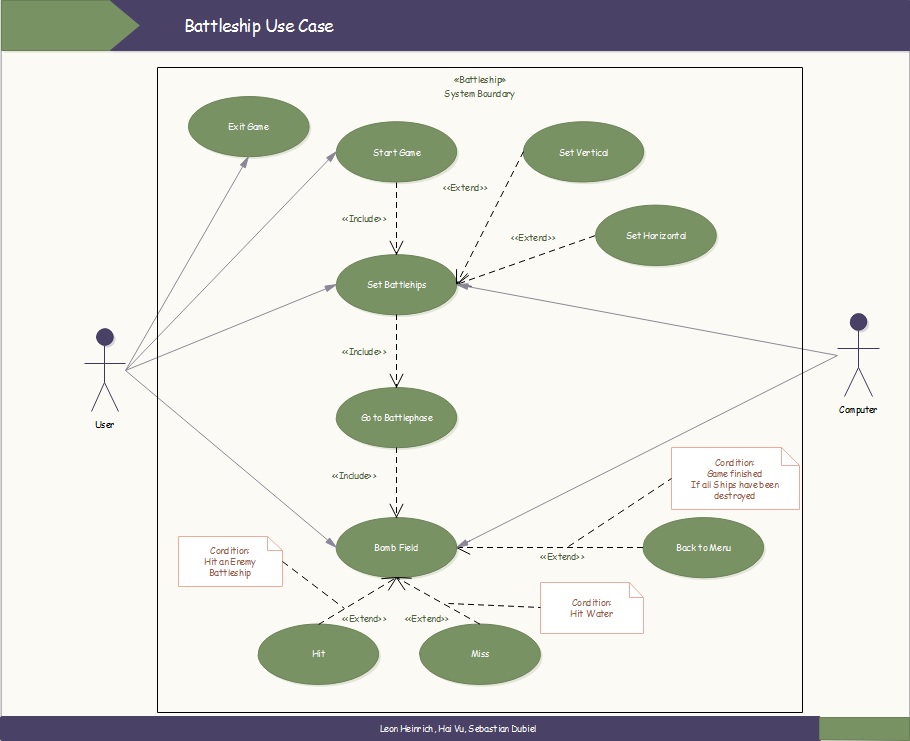 Battleship Use Case
«Battleship»
System Boundary
Exit Game
Start Game
Set Vertical
<<Extend>>
<<Include>>
<<Extend>>
Set Horizontal
Set Battlehips
<<Include>>
User
Computer
Go to Battlephase
<<Include>>
Condition:
Game finished
If all Ships have been
destroyed
Condition:
Hit an Enemy
Battleship
Bomb Field
<<Extend>>
Back to Menu
Condition:
Hit Water
<<Extend>>
<<Extend>>
Hit
Miss
Leon Heinrich, Hai Vu, Sebastian Dubiel